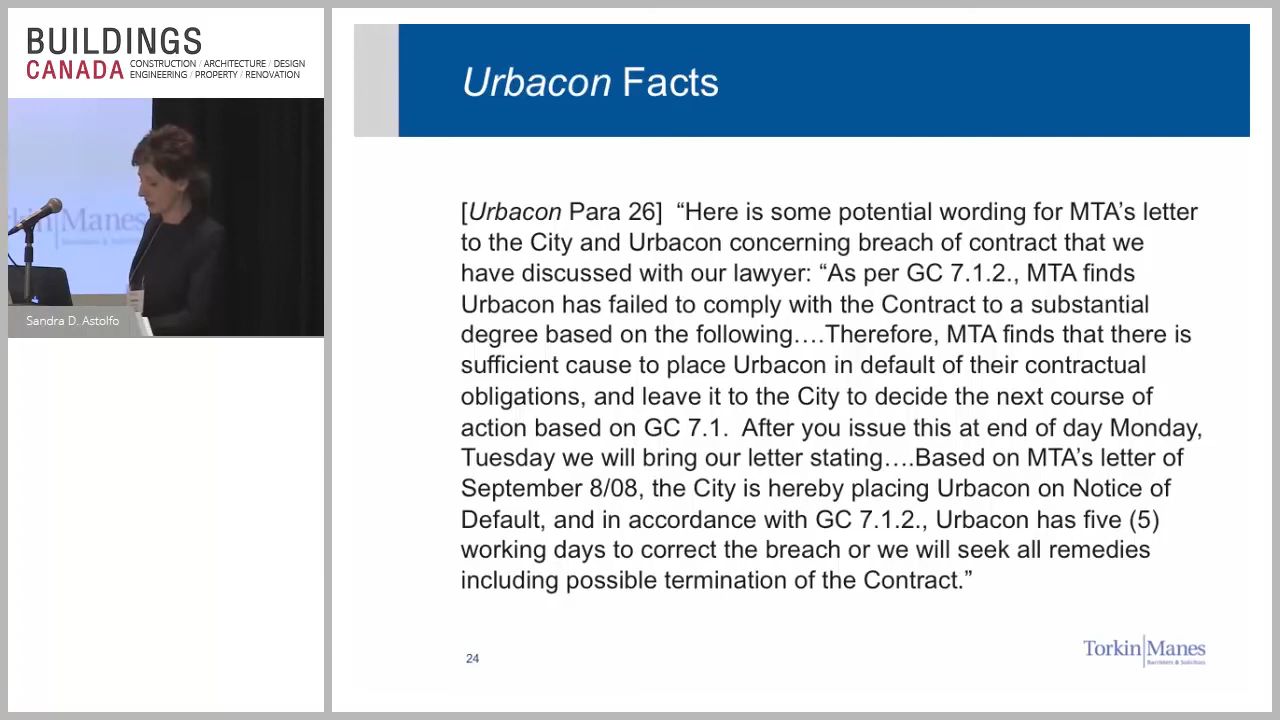 BUILDINGS
CANADA CONSTRUCTION / ARCHITECTURE / DESIGN
ENGINEERING / PROPERTY / RENOVATION
Manes
Sandra D. Astolfo
Urbacon Facts
[Urbacon Para 26]  “Here is some potential wording for MTA’s letter
to the City and Urbacon concerning breach of contract that we
have discussed with our lawyer: “As per GC 7.1.2., MTA finds
Urbacon has failed to comply with the Contract to a substantial
degree based on the following….Therefore, MTA finds that there is
sufficient cause to place Urbacon in default of their contractual
obligations, and leave it to the City to decide the next course of
action based on GC 7.1.  After you issue this at end of day Monday,
Tuesday we will bring our letter stating….Based on MTA’s letter of
September 8/08, the City is hereby placing Urbacon on Notice of
Default, and in accordance with GC 7.1.2., Urbacon has five (5)
working days to correct the breach or we will seek all remedies
including possible termination of the Contract.”
24
Torkin Manes
Barristers & Solicitors